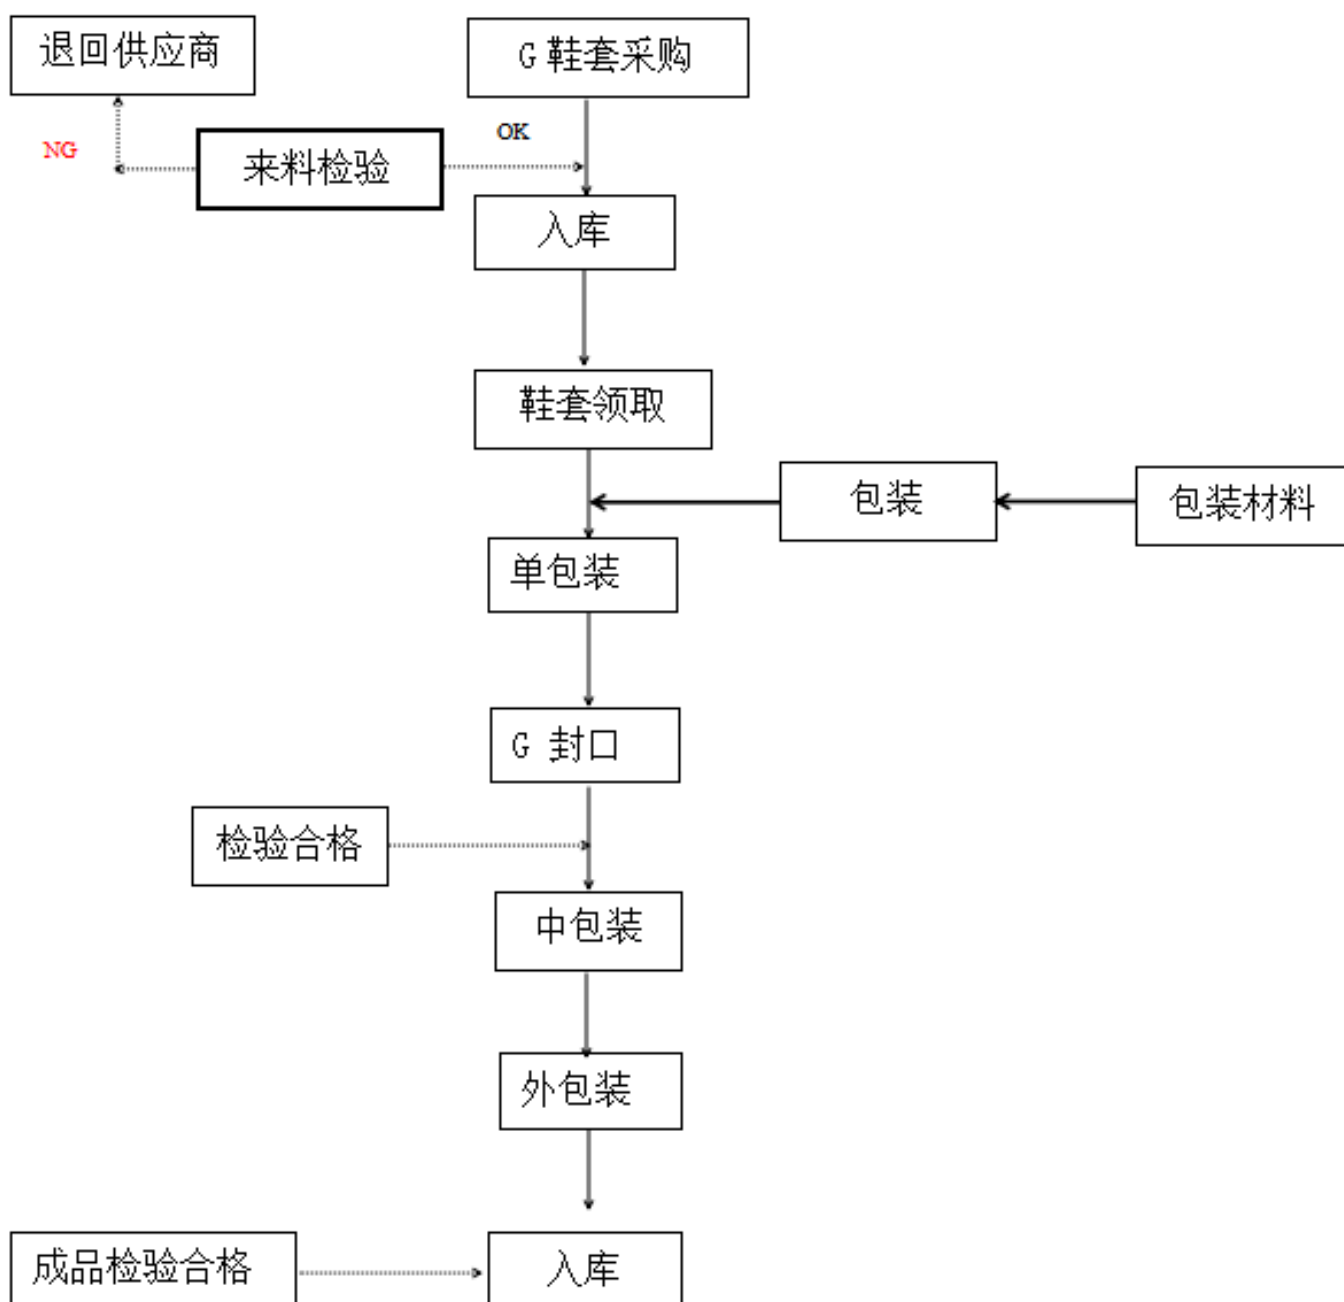 退回供应商
G 鞋套采购
OK
NG
来料检验
入库
鞋套领取
包装
包装材料
单包装
G 封口
检验合格
中包装
外包装
成品检验合格
入库